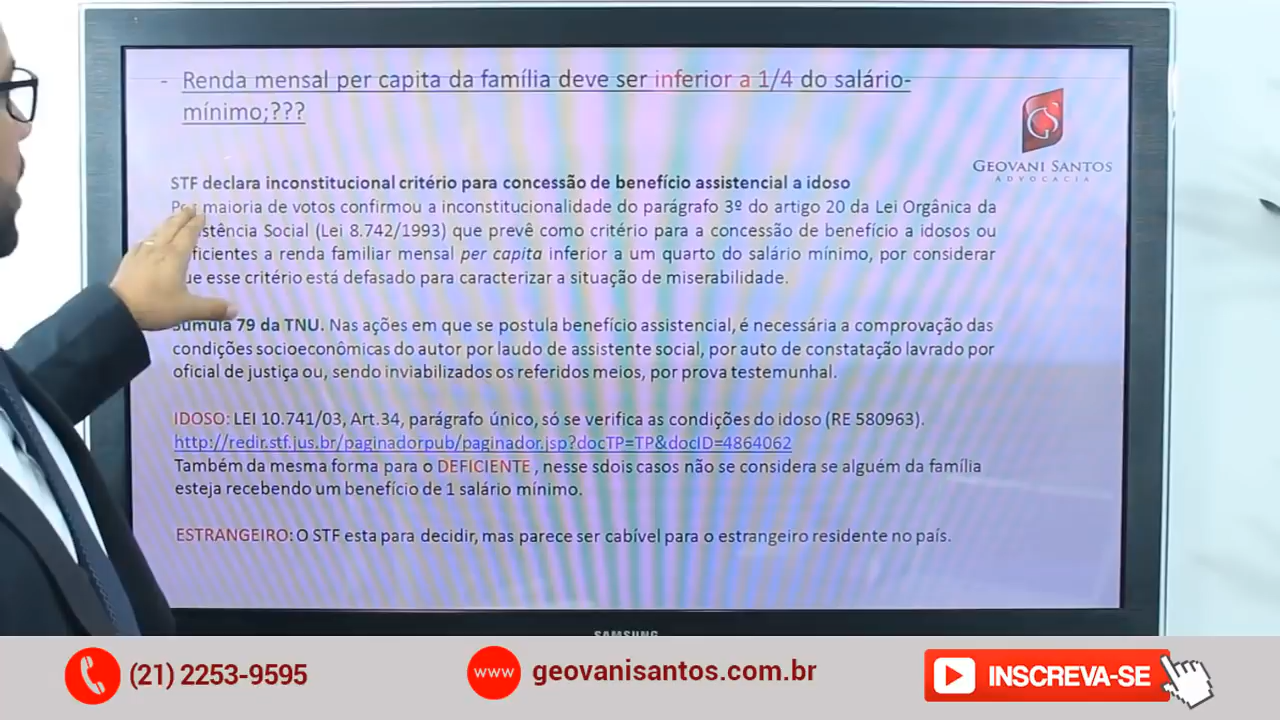 - Renda mensal per capita da família deve ser inferior a 1/4 do salário-
mínimo;???
GS
GEOVANI SANTOS
ADVOCACIA
STF declara inconstitucional critério para concessão de benefício assistencial a idoso
maioria de votos confirmou a inconstitucionalidade do parágrafo 3º do artigo 20 da Lei Orgânica da
stência Social (Lei 8.742/1993) que prevê como critério para a concessão de benefício a idosos ou
ficientes a renda familiar mensal per capita inferior a um quarto do salário mínimo, por considerar
ue esse critério está defasado para caracterizar a situação de miserabilidade.
Súmula 79 da TNU. Nas ações em que se postula benefício assistencial, é necessária a comprovação das
condições socioeconômicas do autor por laudo de assistente social, por auto de constatação lavrado por
oficial de justiça ou, sendo inviabilizados os referidos meios, por prova testemunhal.
IDOSO: LEI 10.741/03, Art.34, parágrafo único, só se verifica as condições do idoso (RE 580963).
http://redir.stf.jus.br/paginadorpub/paginador.jsp?docTP=TP&docID=4864062
Também da mesma forma para o DEFICIENTE , nesse sdois casos não se considera se alguém da família
esteja recebendo um benefício de 1 salário mínimo.
ESTRANGEIRO: O STF esta para decidir, mas parece ser cabível para o estrangeiro residente no país.
SAMSUNG
(21) 2253-9595
www
geovanisantos.com.br
INSCREVA-SE